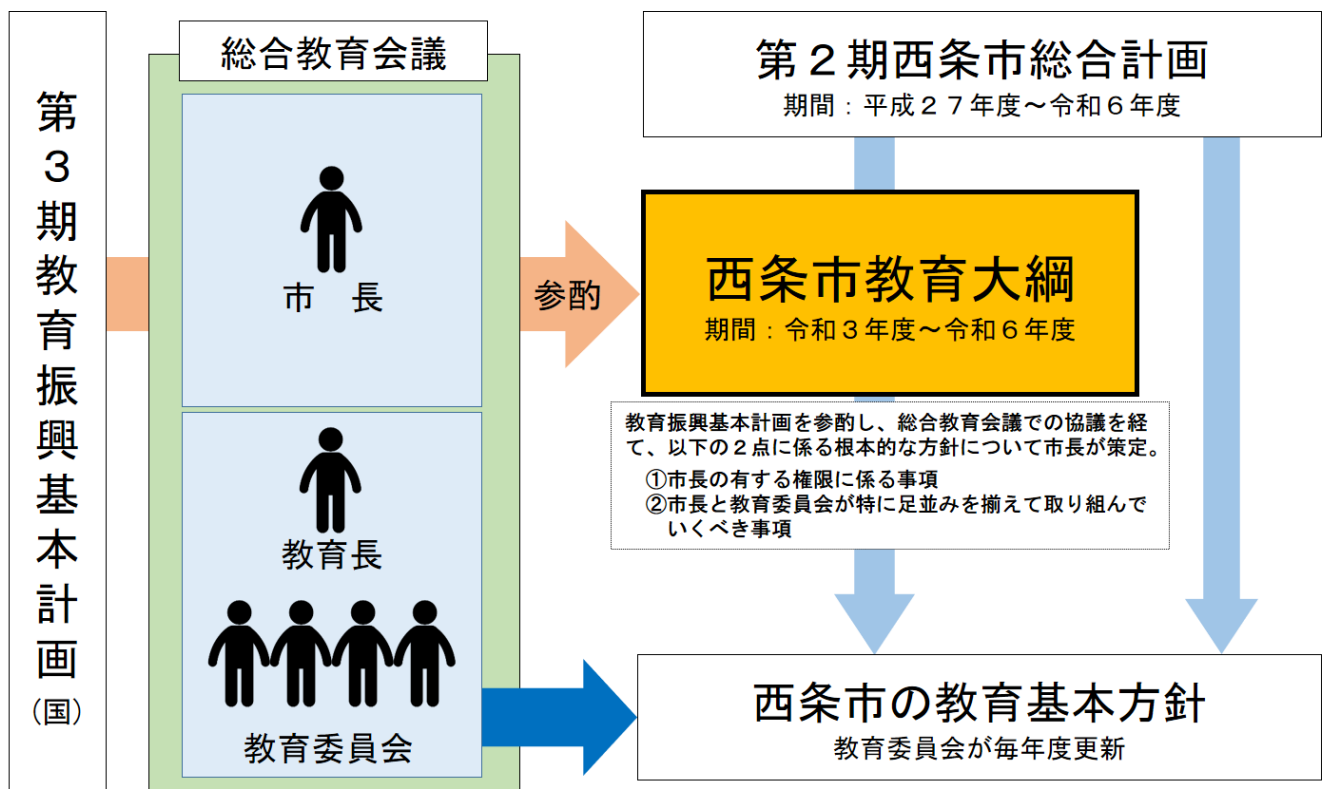 第３期教育振興基本計画（国）
総合教育会議
市　長
教育長
教育委員会
参酌
第２期西条市総合計画
期間：平成２７年度～令和６年度
西条市教育大綱
期間：令和３年度～令和６年度
教育振興基本計画を参酌し、総合教育会議での協議を経
て、以下の２点に係る根本的な方針について市長が策定。
①市長の有する権限に係る事項
②市長と教育委員会が特に足並みを揃えて取り組んで
いくべき事項
西条市の教育基本方針
教育委員会が毎年度更新